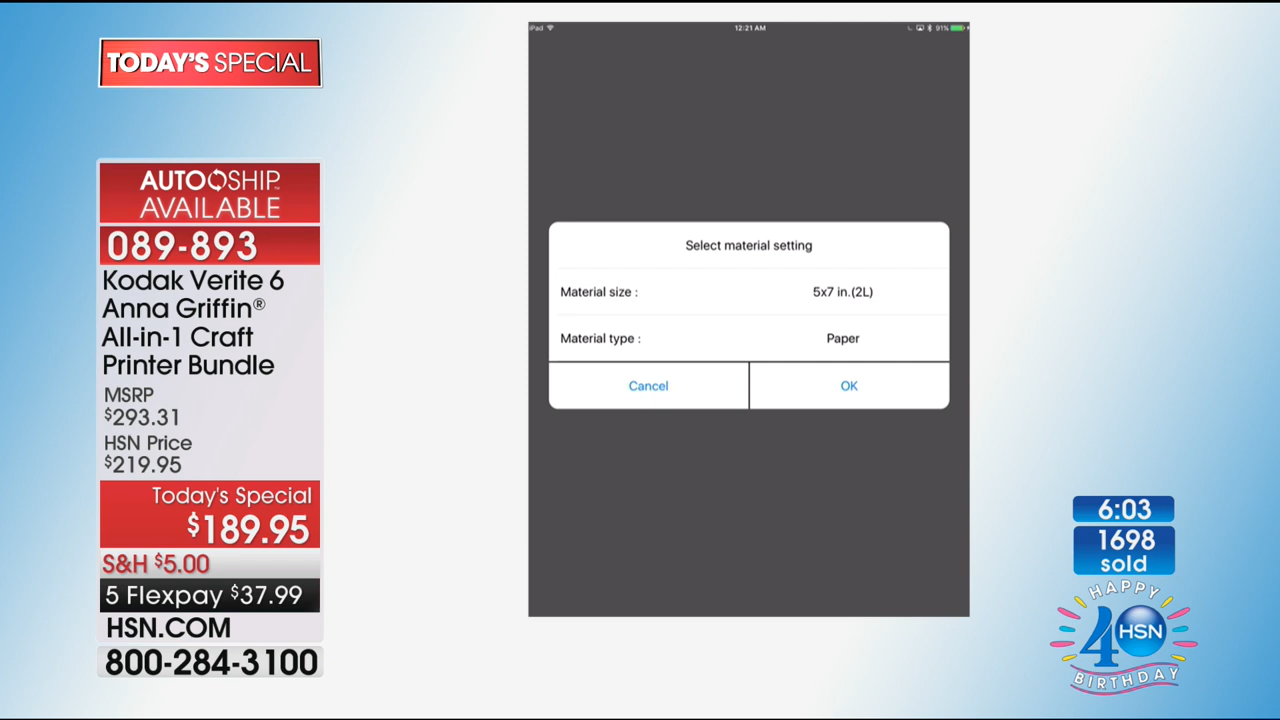 TODAY'S SPECIAL
AUTOSHIP™
AVAILABLE
089-893
Kodak Verite 6
Anna Griffin®
All-in-1 Craft
Printer Bundle
MSRP
$293.31
HSN Price
$219.95
Today's Special
$189.95
S&H $5.00
5 Flexpay $37.99
HSN.COM
800-284-3100
iPad 12:21 AM 91%
Select material setting
Material size : 5x7 in.(2L)
Material type : Paper
Cancel OK
6:03
1698
sold
HAPPY
40 HSN
BIRTHDAY